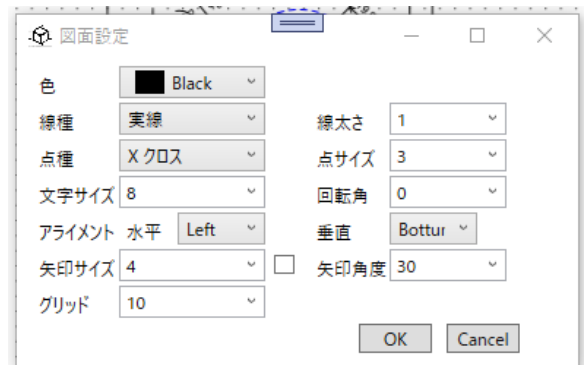 図面設定
色 Black
線種 実線 線太さ 1
点種 X クロス 点サイズ 3
文字サイズ 8 回転角 0
アライメント 水平 Left 垂直 Bottur
矢印サイズ 4 矢印角度 30
グリッド 10
OK Cancel